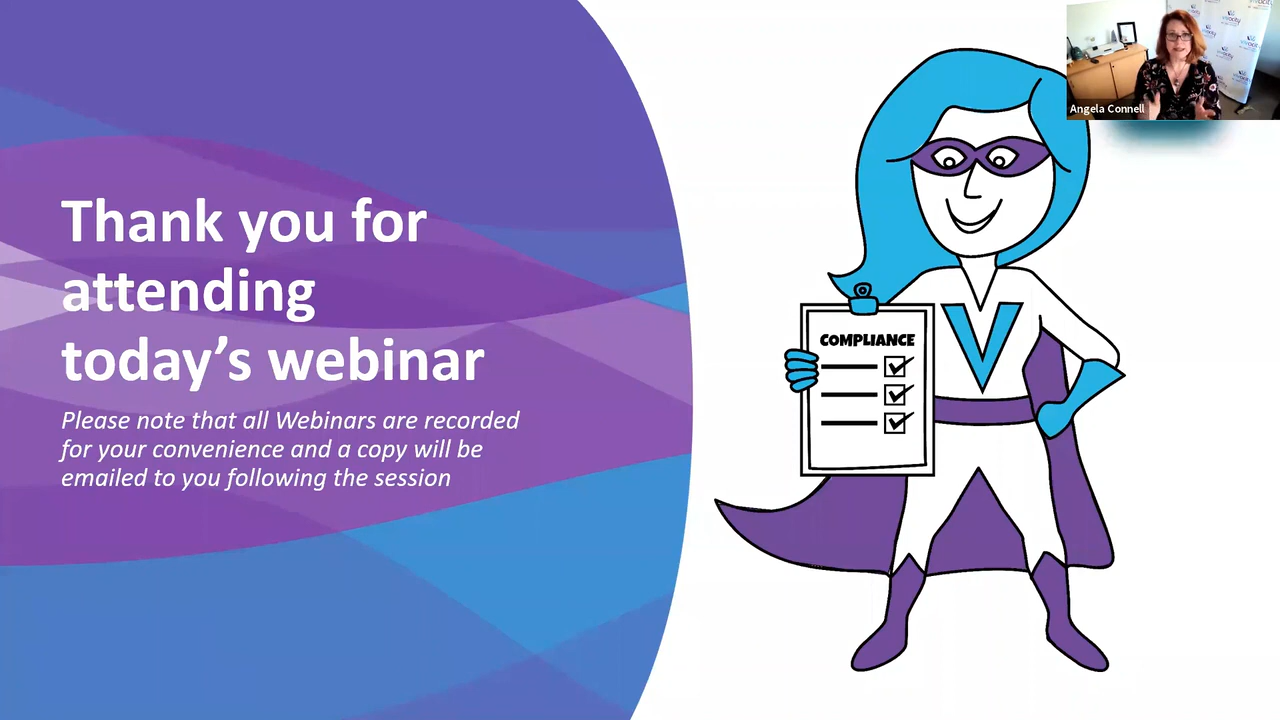 Thank you for
attending
today’s webinar
Please note that all Webinars are recorded
for your convenience and a copy will be
emailed to you following the session
COMPLIANCE
V
Angela Connell
vivacity